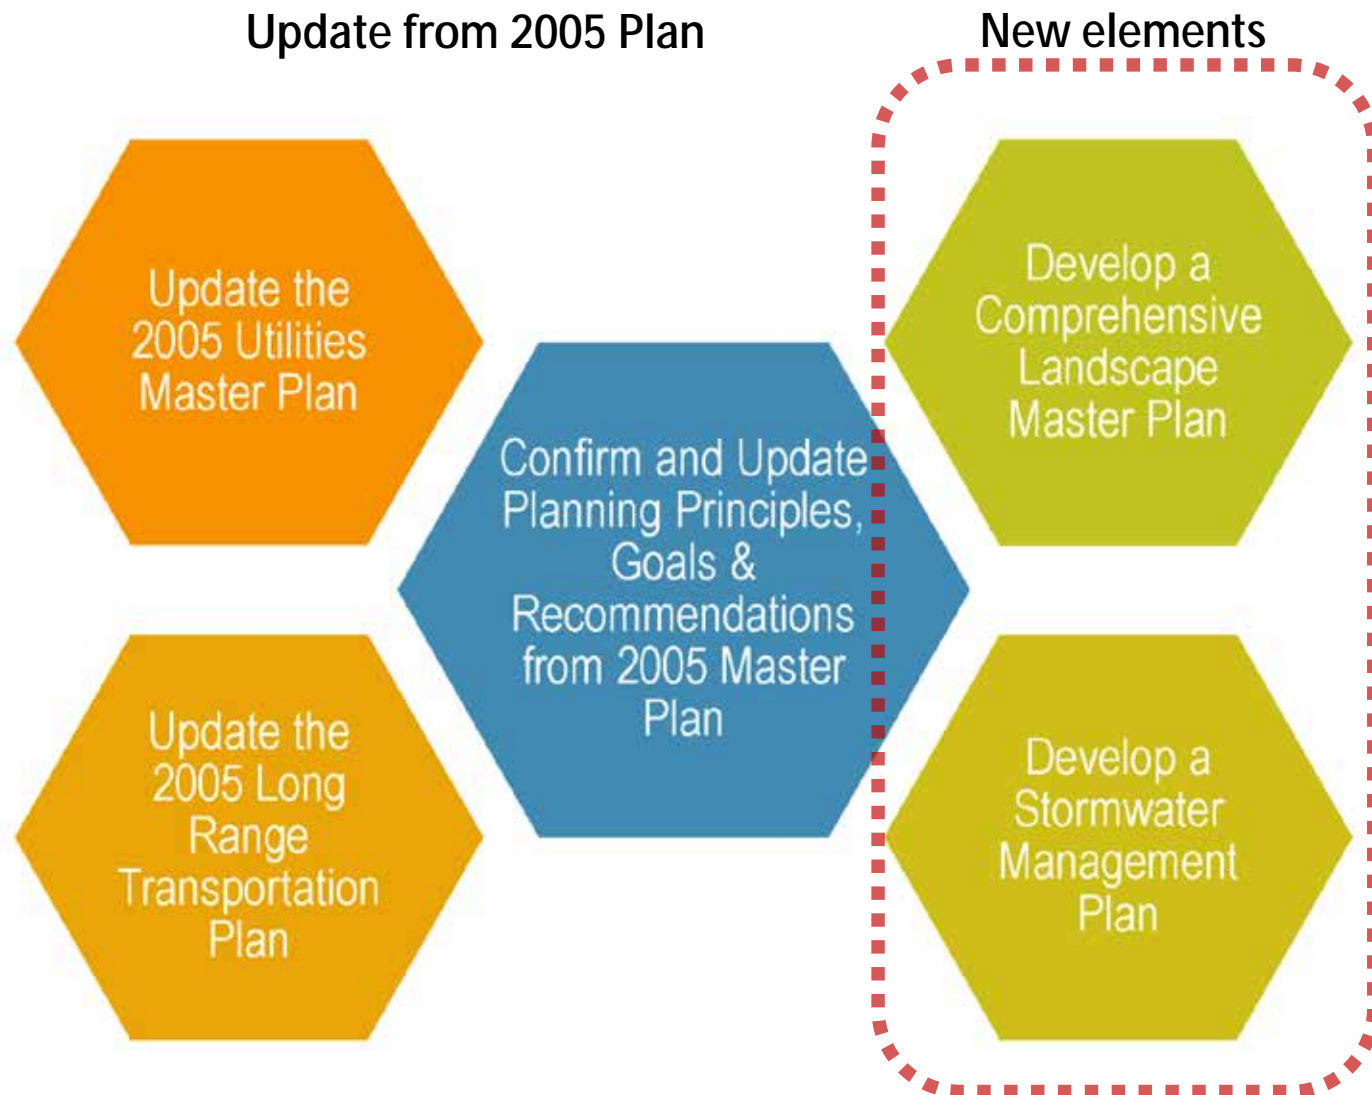 Update from 2005 Plan
New elements
Update the
2005 Utilities
Master Plan
Update the
2005 Long
Range
Transportation
Plan
Confirm and Update
Planning Principles,
Goals &
Recommendations
from 2005 Master
Plan
Develop a
Comprehensive
Landscape
Master Plan
Develop a
Stormwater
Management
Plan